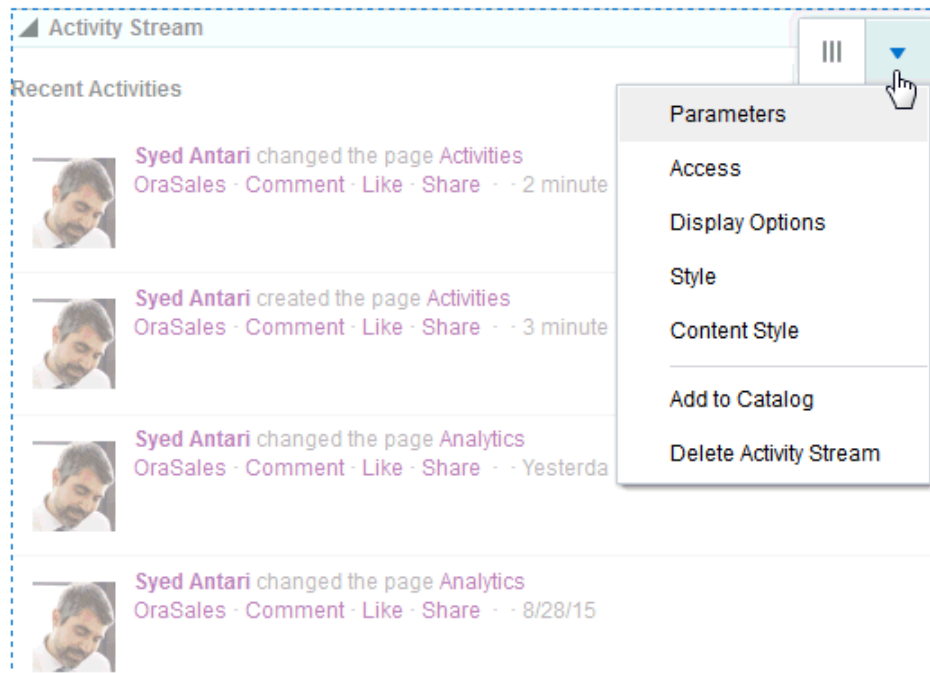 Activity Stream
Recent Activities
Syed Antari changed the page Activities
OraSales · Comment · Like · Share · · 2 minute
Syed Antari created the page Activities
OraSales · Comment · Like · Share · · 3 minute
Syed Antari changed the page Analytics
OraSales · Comment · Like · Share · · Yesterda
Syed Antari changed the page Analytics
OraSales · Comment · Like · Share · · 8/28/15
Parameters
Access
Display Options
Style
Content Style
Add to Catalog
Delete Activity Stream